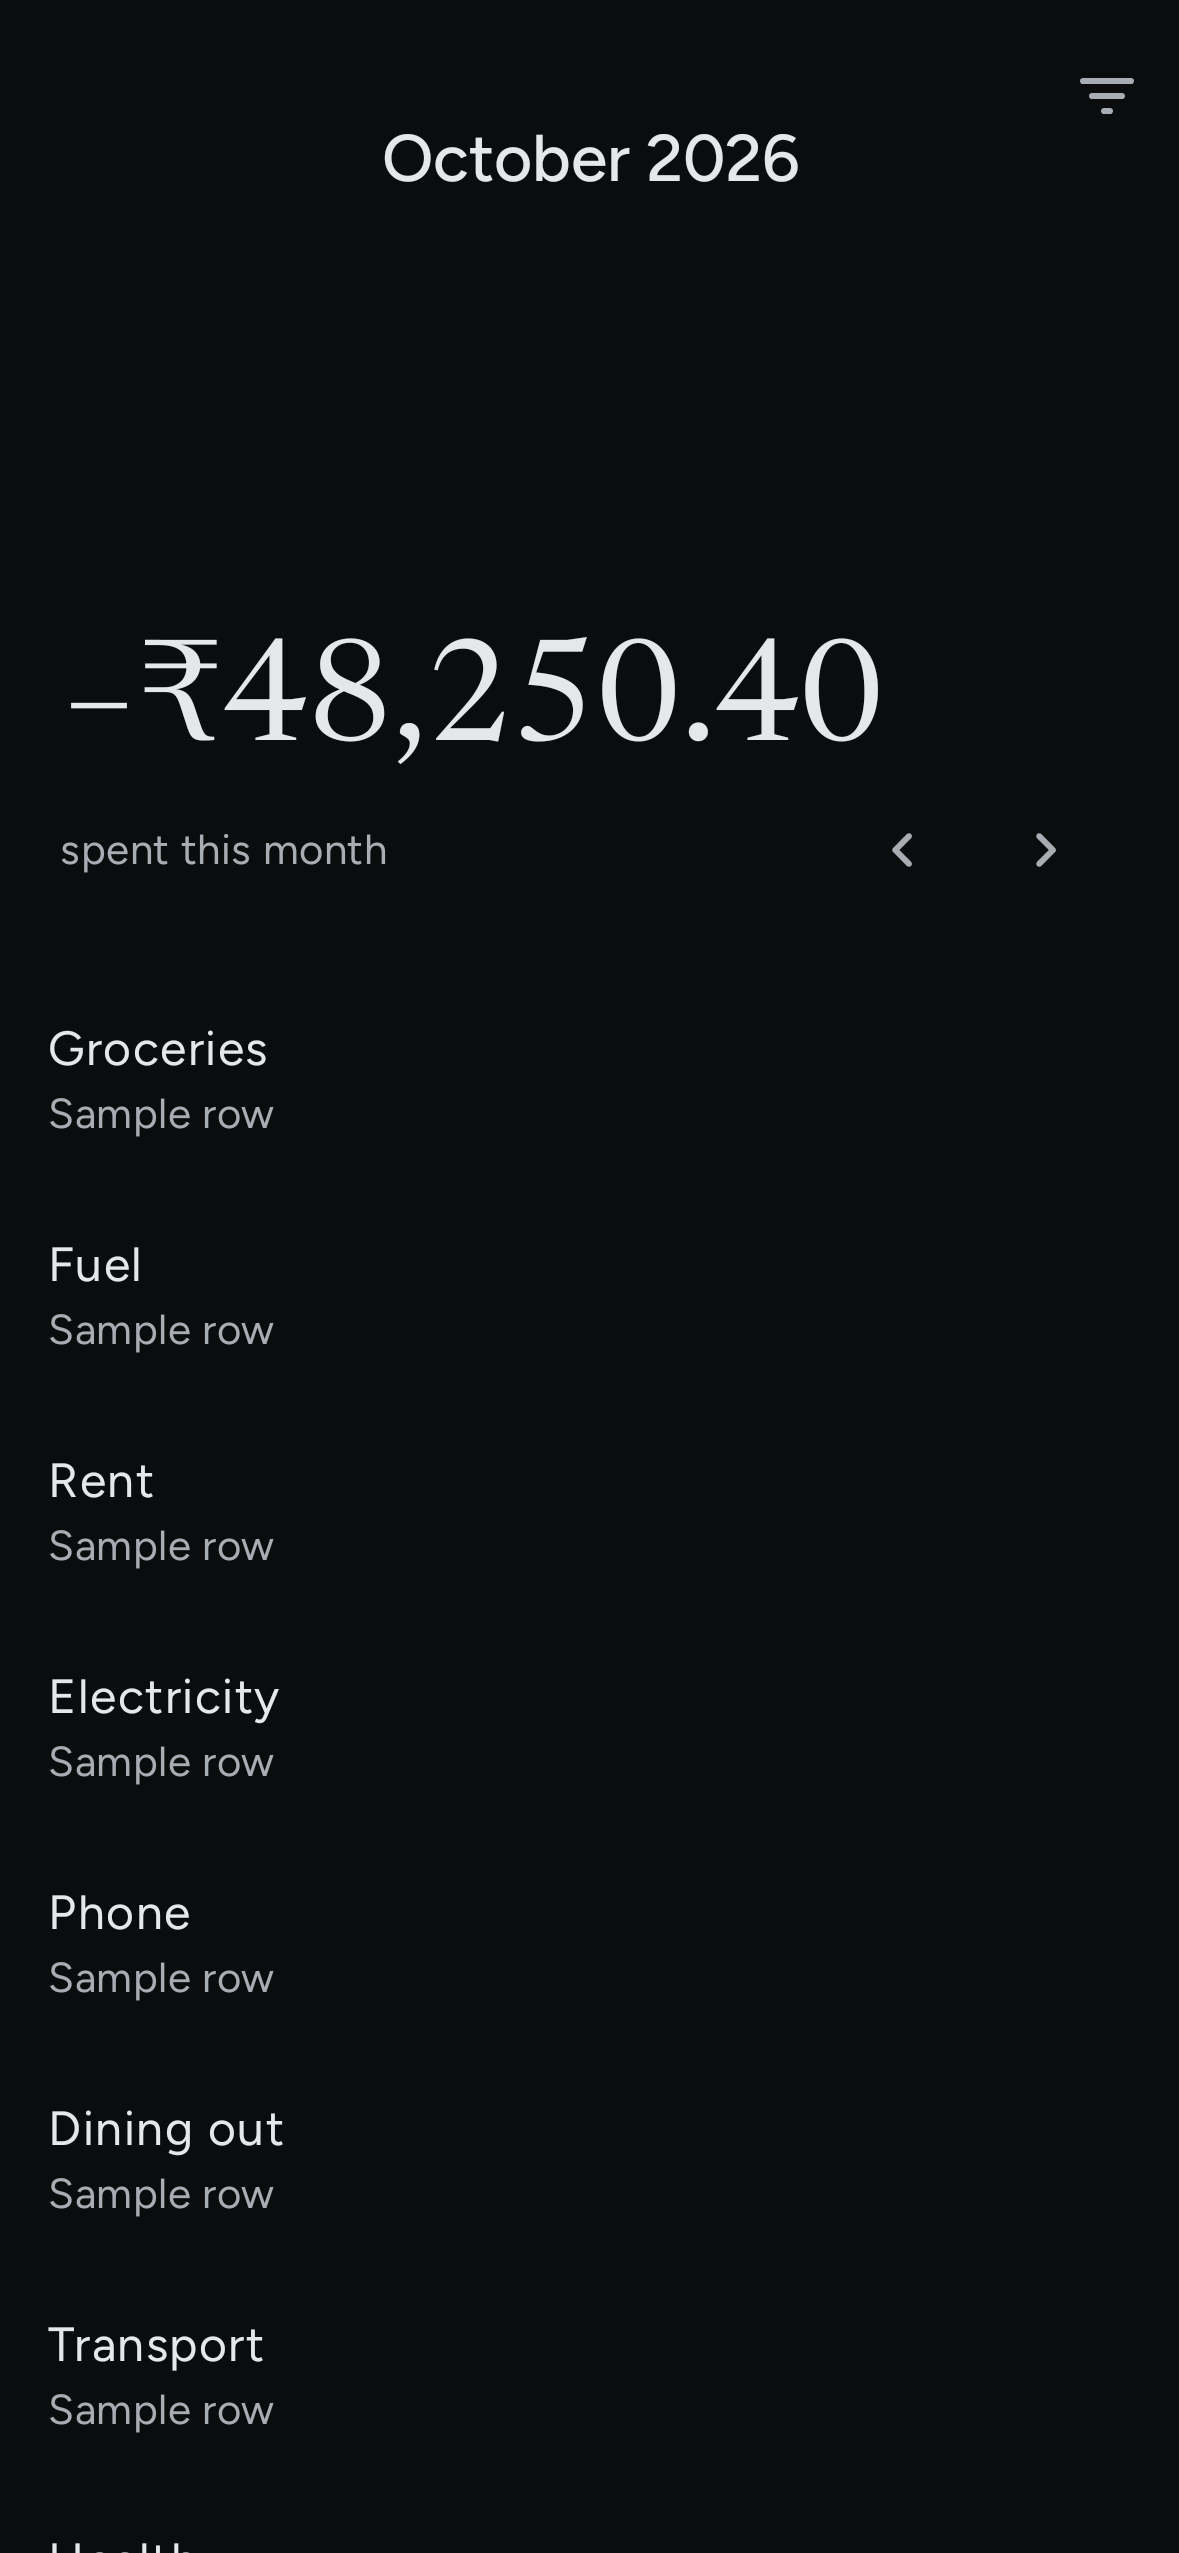 October 2026
–₹48,250.40
spent this month
Groceries
Sample row
Fuel
Sample row
Rent
Sample row
Electricity
Sample row
Phone
Sample row
Dining out
Sample row
Transport
Sample row